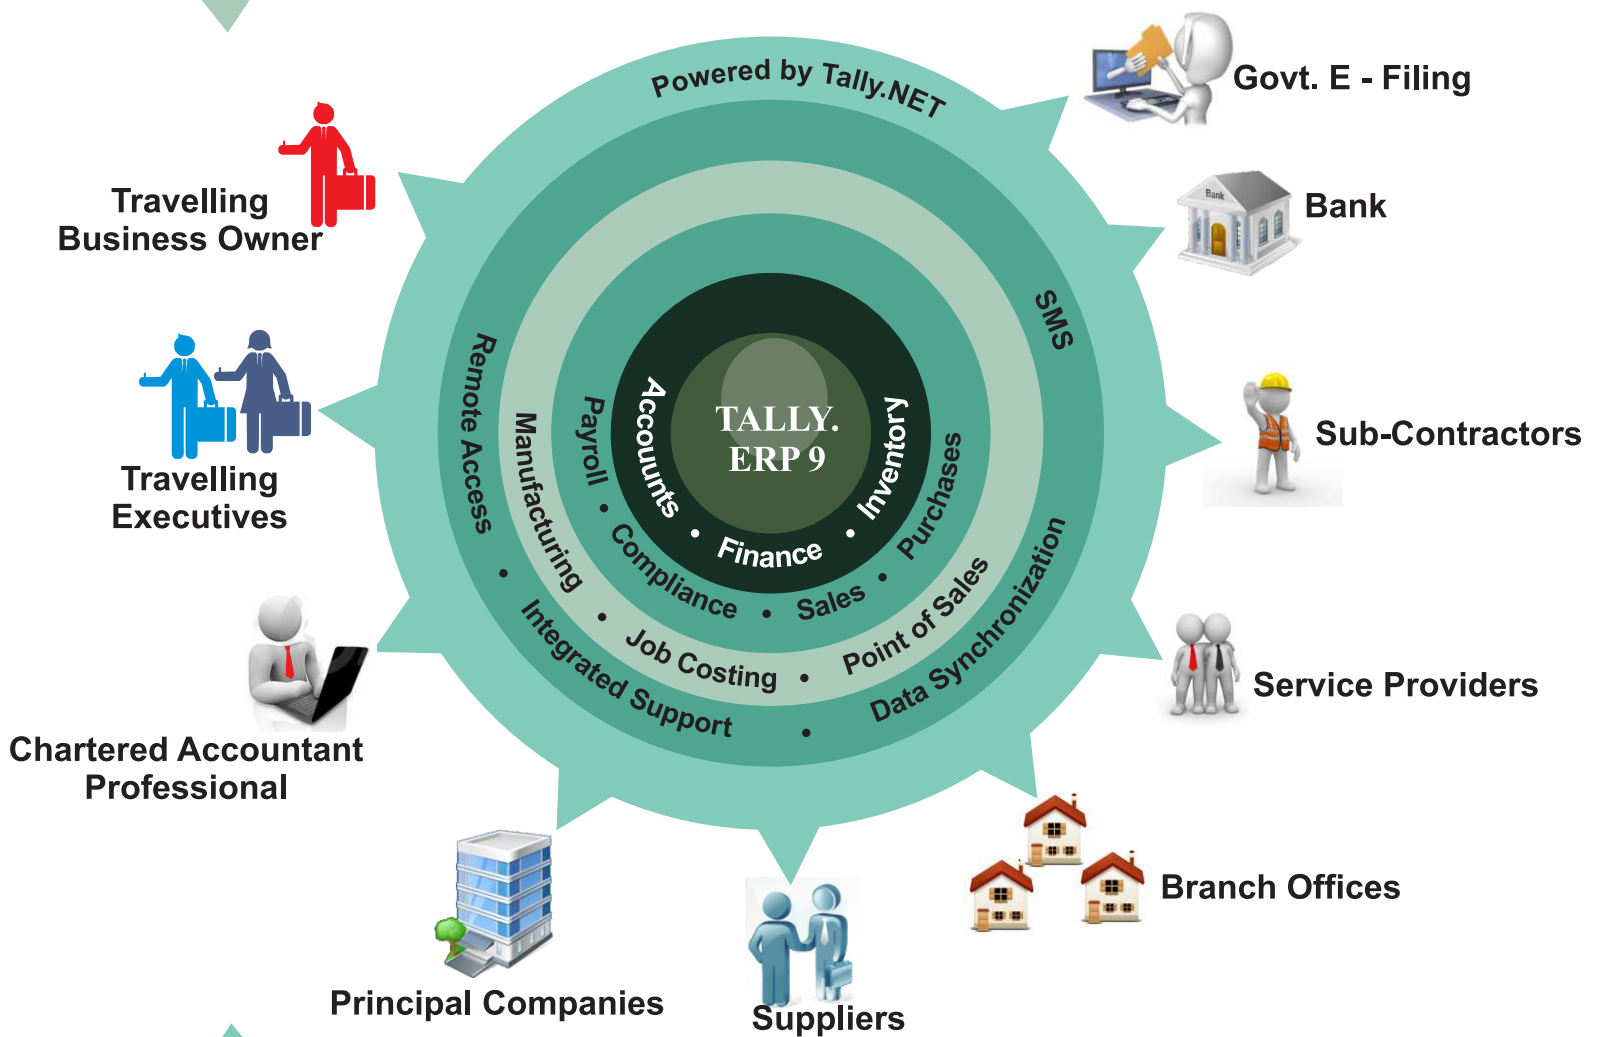 Powered by Tally.NET
Govt. E - Filing
Bank
Bank
Travelling
Business Owner
SMS
Remote Access • Integrated Support • Data Synchronization
Manufacturing • Job Costing • Point of Sales
Payroll • Compliance • Sales • Purchases
Accouunts • Finance • Inventory
TALLY.
ERP 9
Sub-Contractors
Travelling
Executives
Service Providers
Chartered Accountant
Professional
Branch Offices
Principal Companies
Suppliers